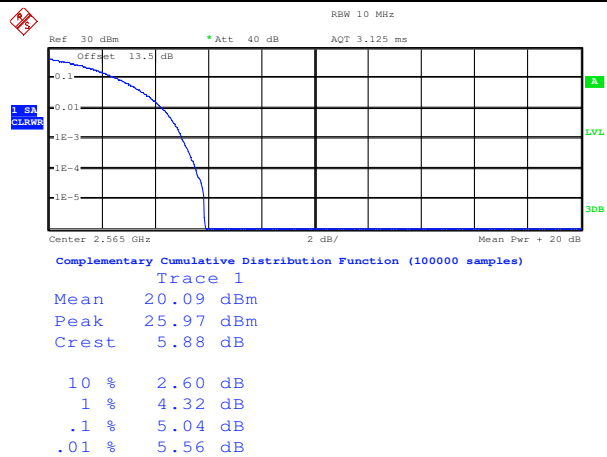 RBW 10 MHz
Ref 30 dBm * Att 40 dB AQT 3.125 ms
Offset 13.5 dB
0.1
A
1 SA
0.01
CLRWR
LVL
1E-3
1E-4
1E-5
3DB
Center 2.565 GHz 2 dB/ Mean Pwr + 20 dB
Complementary Cumulative Distribution Function (100000 samples)
Trace 1
Mean 20.09 dBm
Peak 25.97 dBm
Crest 5.88 dB
10 % 2.60 dB
1 % 4.32 dB
.1 % 5.04 dB
.01 % 5.56 dB